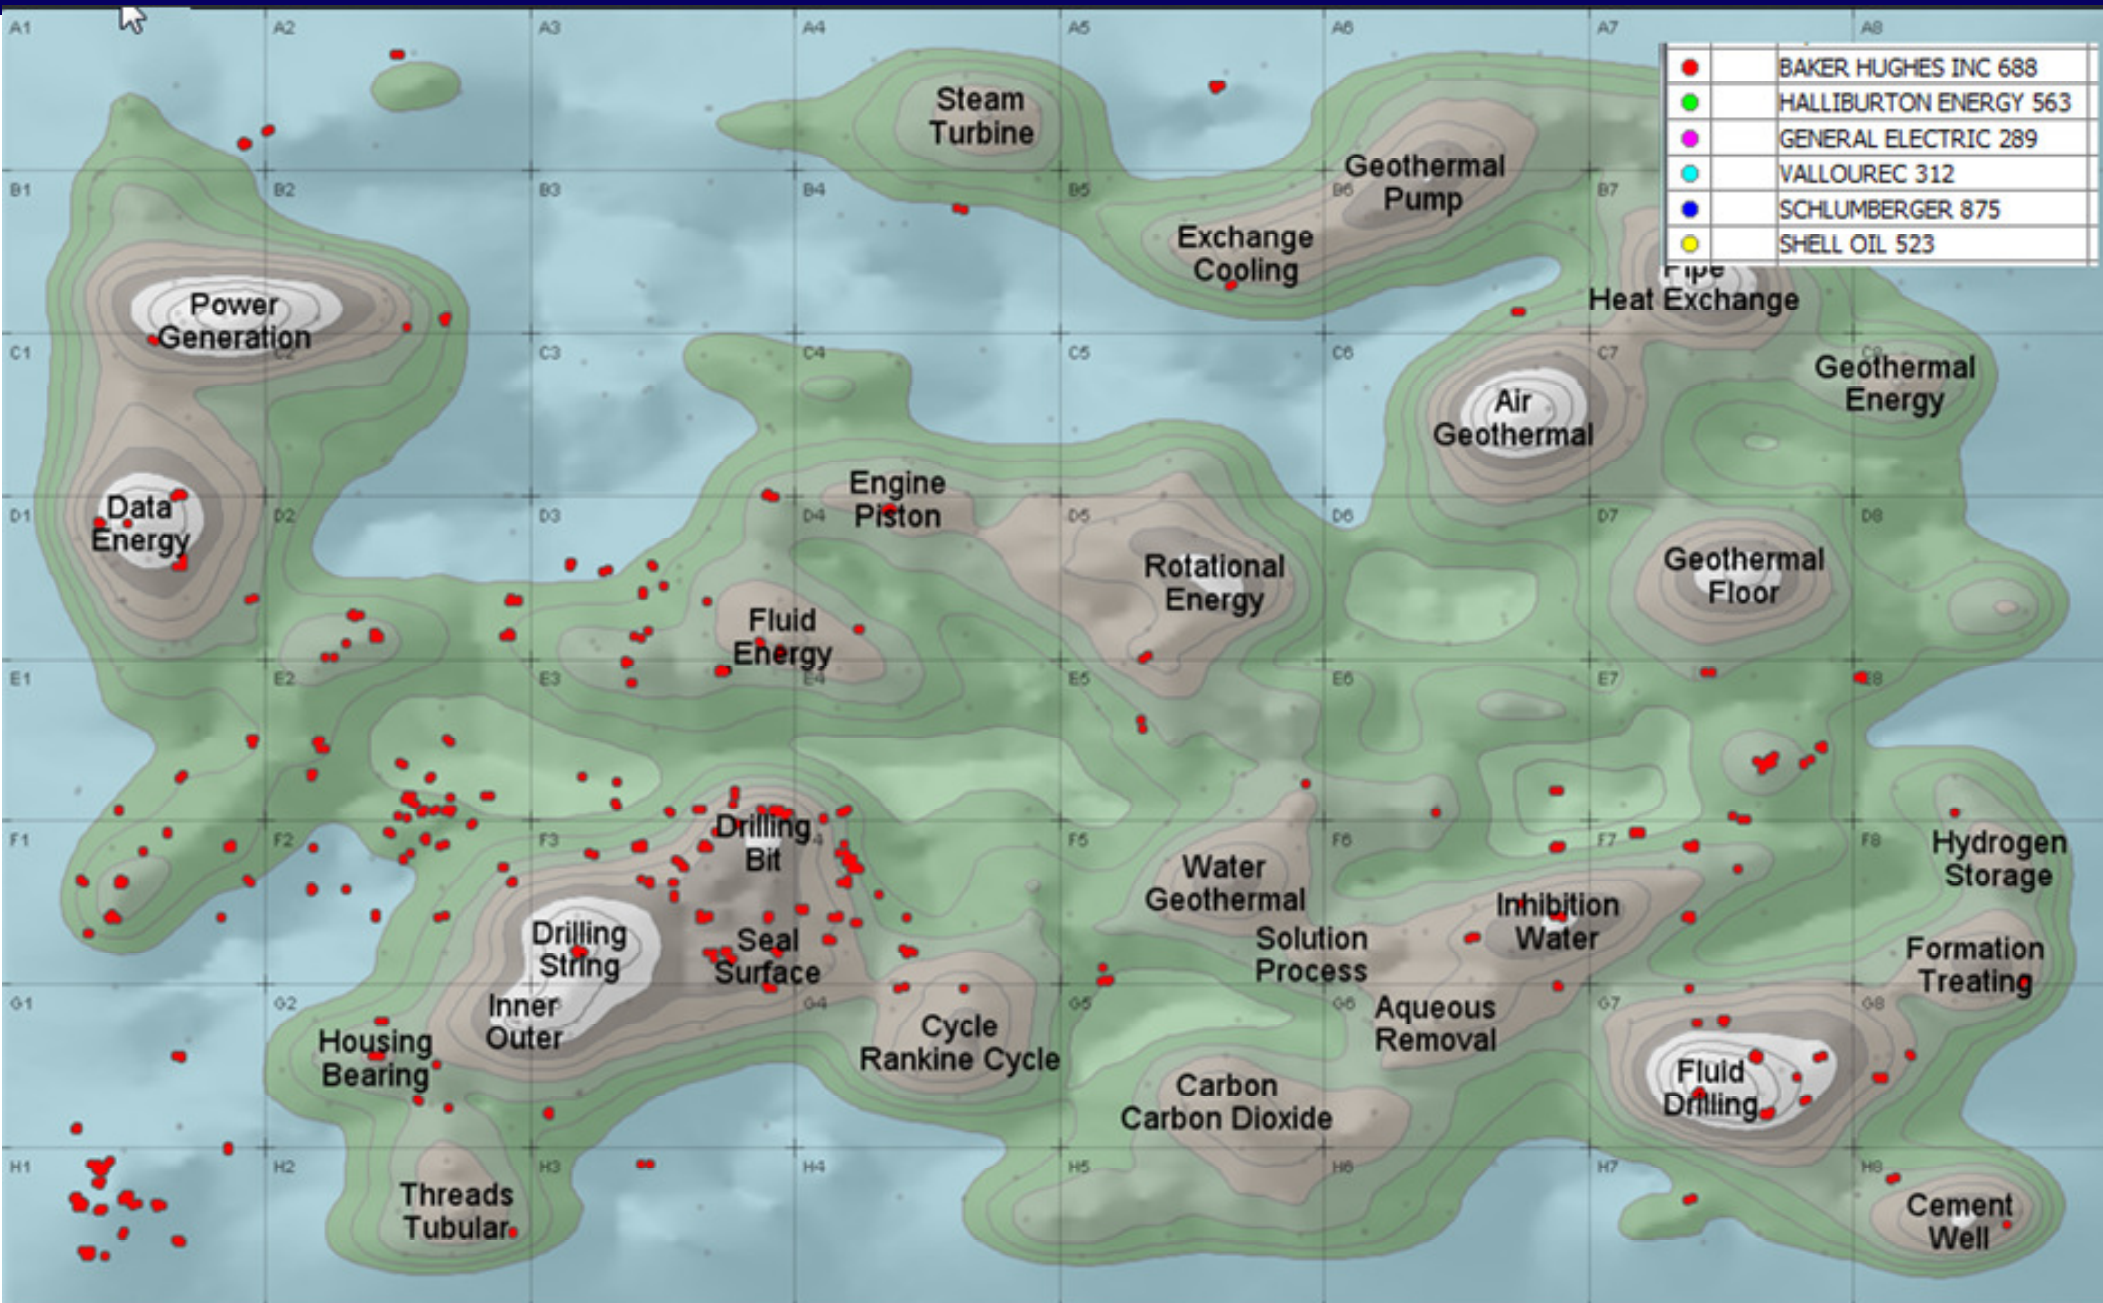 A1
A2
A3
A4
A5
A6
A7
A8
BAKER HUGHES INC 688
HALLIBURTON ENERGY 563
GENERAL ELECTRIC 289
VALLOUREC 312
SCHLUMBERGER 875
SHELL OIL 523
Steam
Turbine
Geothermal
Pump
B1
B2
B3
B4
B5
B6
B7
Exchange
Cooling
Pipe
Heat Exchange
Power
Generation
C1
C2
C3
C4
C5
C6
C7
Geothermal
Energy
Air
Geothermal
Engine
Piston
Data
Energy
D1
D2
D3
D4
D5
D6
D7
D8
Rotational
Energy
Geothermal
Floor
Fluid
Energy
E1
E2
E3
E4
E5
E6
E7
E8
Drilling
Bit
F1
F2
F3
F5
F6
F7
F8
Hydrogen
Storage
Water
Geothermal
Inhibition
Water
Drilling
String
Seal
Surface
Solution
Process
Formation
Treating
G1
G2
G4
G5
G6
G7
G8
Inner
Outer
Aqueous
Removal
Cycle
Rankine Cycle
Housing
Bearing
Fluid
Drilling
Carbon
Carbon Dioxide
H1
H2
H3
H4
H5
H6
H7
H8
Threads
Tubular
Cement
Well